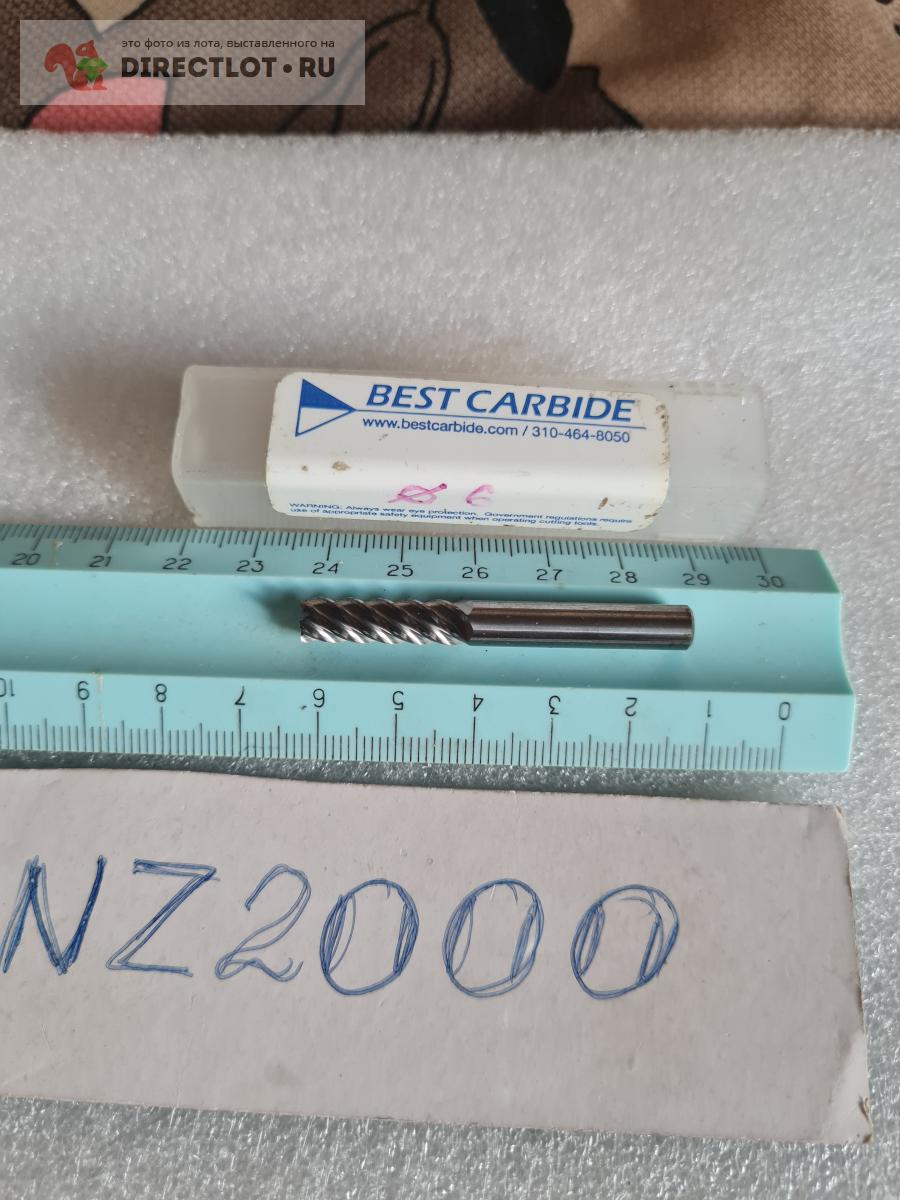 это фото из лота, выставленного на
DIRECTLOT•RU
BEST CARBIDE
www.bestcarbide.com / 310-464-8050
ø 6
WARNING: Always wear eye protection. Government regulations require
use of appropriate safety equipment when operating cutting tools.
20 21 22 23 24 25 26 27 28 29 30
10 9 8 7 6 5 4 3 2 1 0
NZ2000